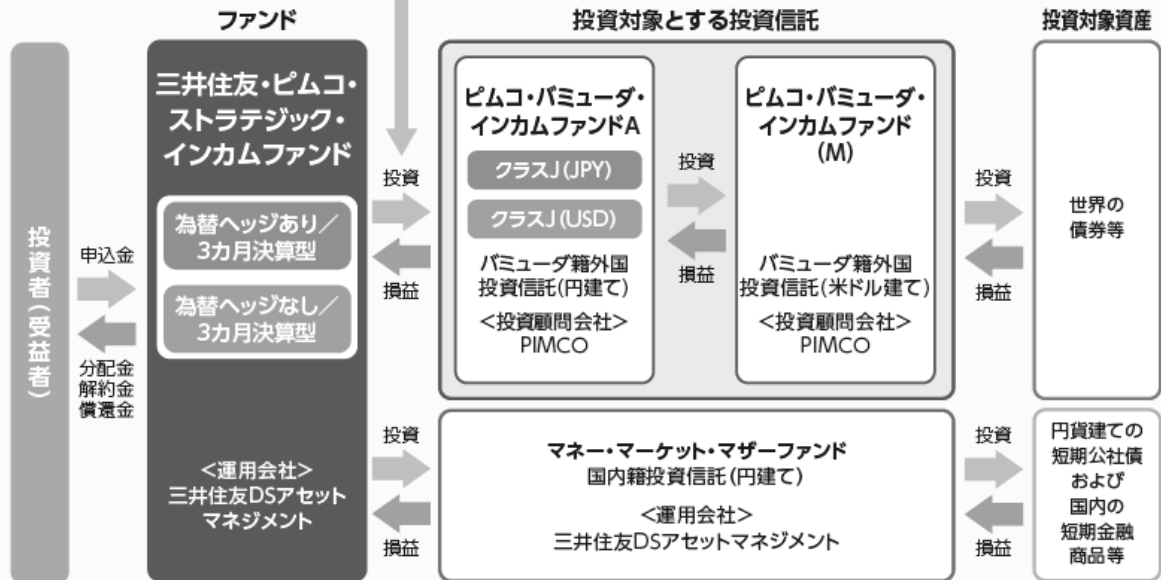 ファンド
投資対象とする投資信託
投資対象資産
投資者(受益者)
申込金
分配金
解約金
償還金
三井住友・ピムコ・
ストラテジック・
インカムファンド
為替ヘッジあり／
3カ月決算型
為替ヘッジなし／
3カ月決算型
<運用会社>
三井住友DSアセット
マネジメント
投資
損益
ピムコ・バミューダ・
インカムファンドA
クラスJ(JPY)
クラスJ(USD)
バミューダ籍外国
投資信託(円建て)
<投資顧問会社>
PIMCO
投資
損益
ピムコ・バミューダ・
インカムファンド
(M)
バミューダ籍外国
投資信託(米ドル建て)
<投資顧問会社>
PIMCO
投資
損益
世界の
債券等
投資
損益
マネー・マーケット・マザーファンド
国内籍投資信託(円建て)
<運用会社>
三井住友DSアセットマネジメント
投資
損益
円貨建ての
短期公社債
および
国内の
短期金融
商品等